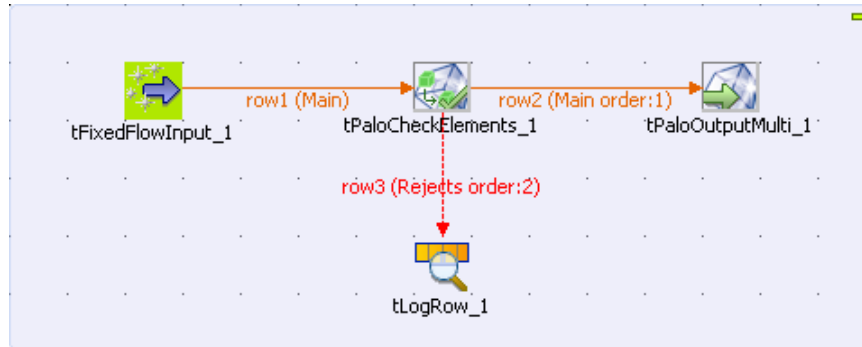 row1 (Main)
row2 (Main order:1)
tFixedFlowInput_1
tPaloCheckElements_1
tPaloOutputMulti_1
row3 (Rejects order:2)
tLogRow_1